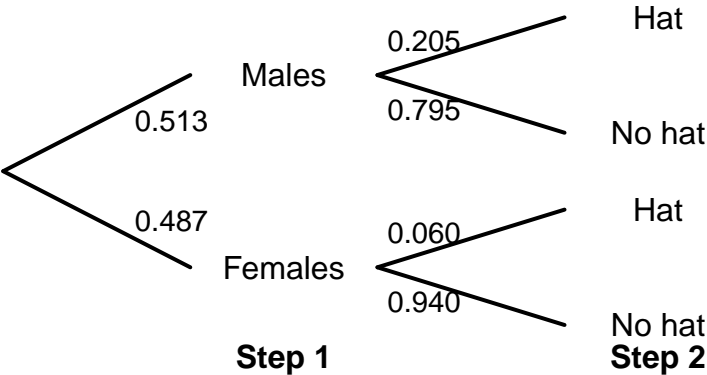 Hat
0.205
Males
0.795
0.513
No hat
Hat
0.487
0.060
Females
0.940
No hat
Step 1 Step 2